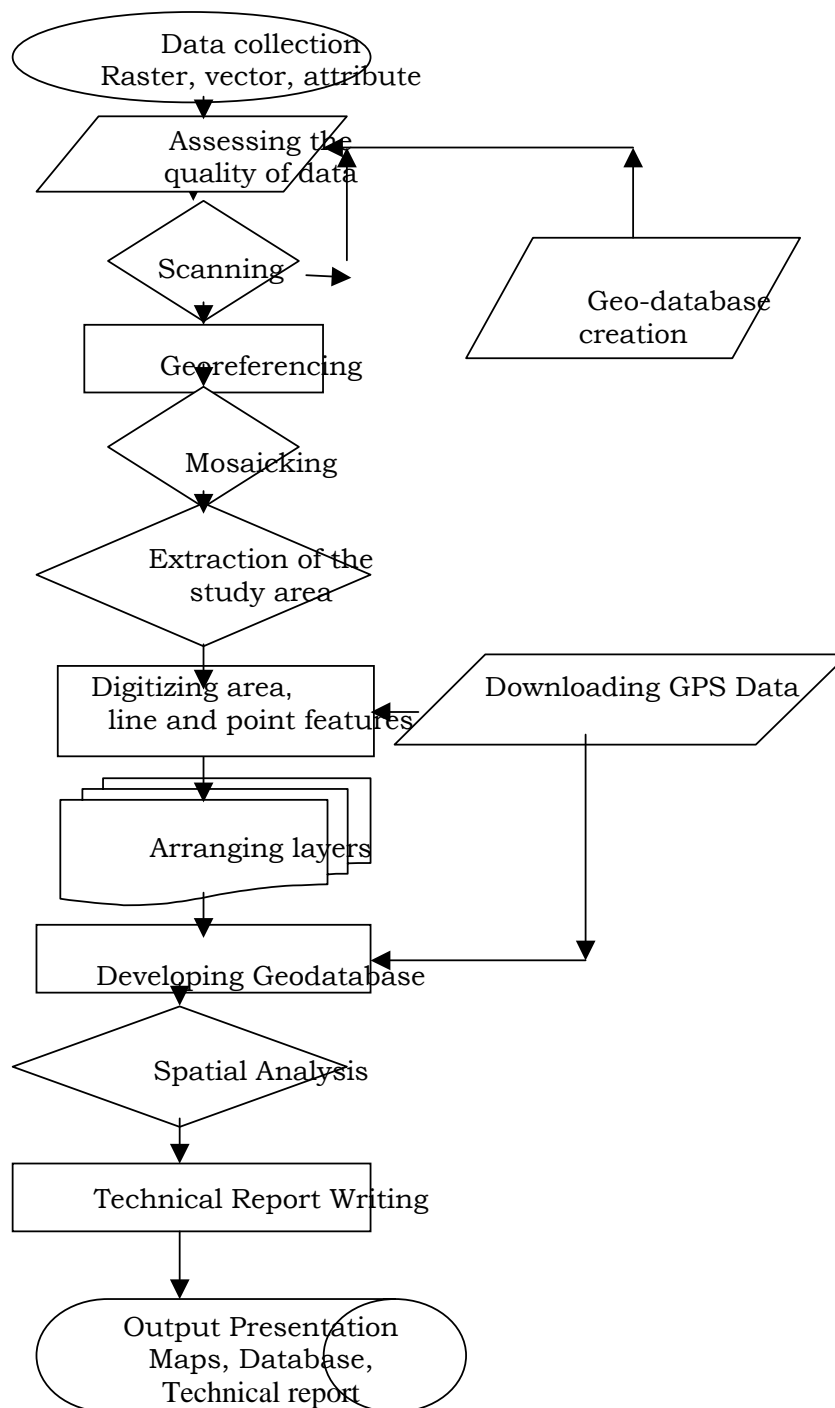 Data collection
Raster, vector, attribute
Assessing the
quality of data
Scanning
Geo-database
creation
Georeferencing
Mosaicking
Extraction of the
study area
Digitizing area,
line and point features
Downloading GPS Data
Arranging layers
Developing Geodatabase
Spatial Analysis
Technical Report Writing
Output Presentation
Maps, Database,
Technical report